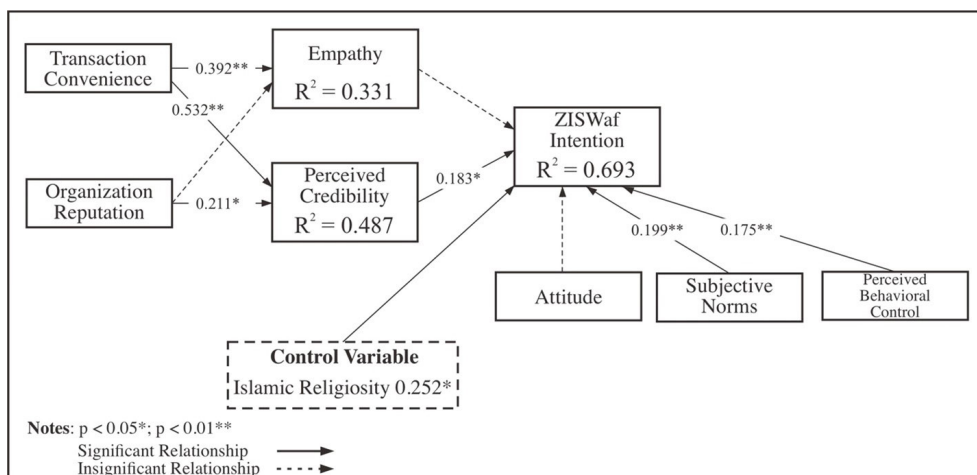 Transaction
Convenience
0.392**
Empathy
R² = 0.331
0.532**
ZISWaf
Intention
R² = 0.693
Organization
Reputation
0.211*
Perceived
Credibility
R² = 0.487
0.183*
0.199**
0.175**
Attitude
Subjective
Norms
Perceived
Behavioral
Control
Control Variable
Islamic Religiosity 0.252*
Notes: p < 0.05*; p < 0.01**
Significant Relationship
Insignificant Relationship